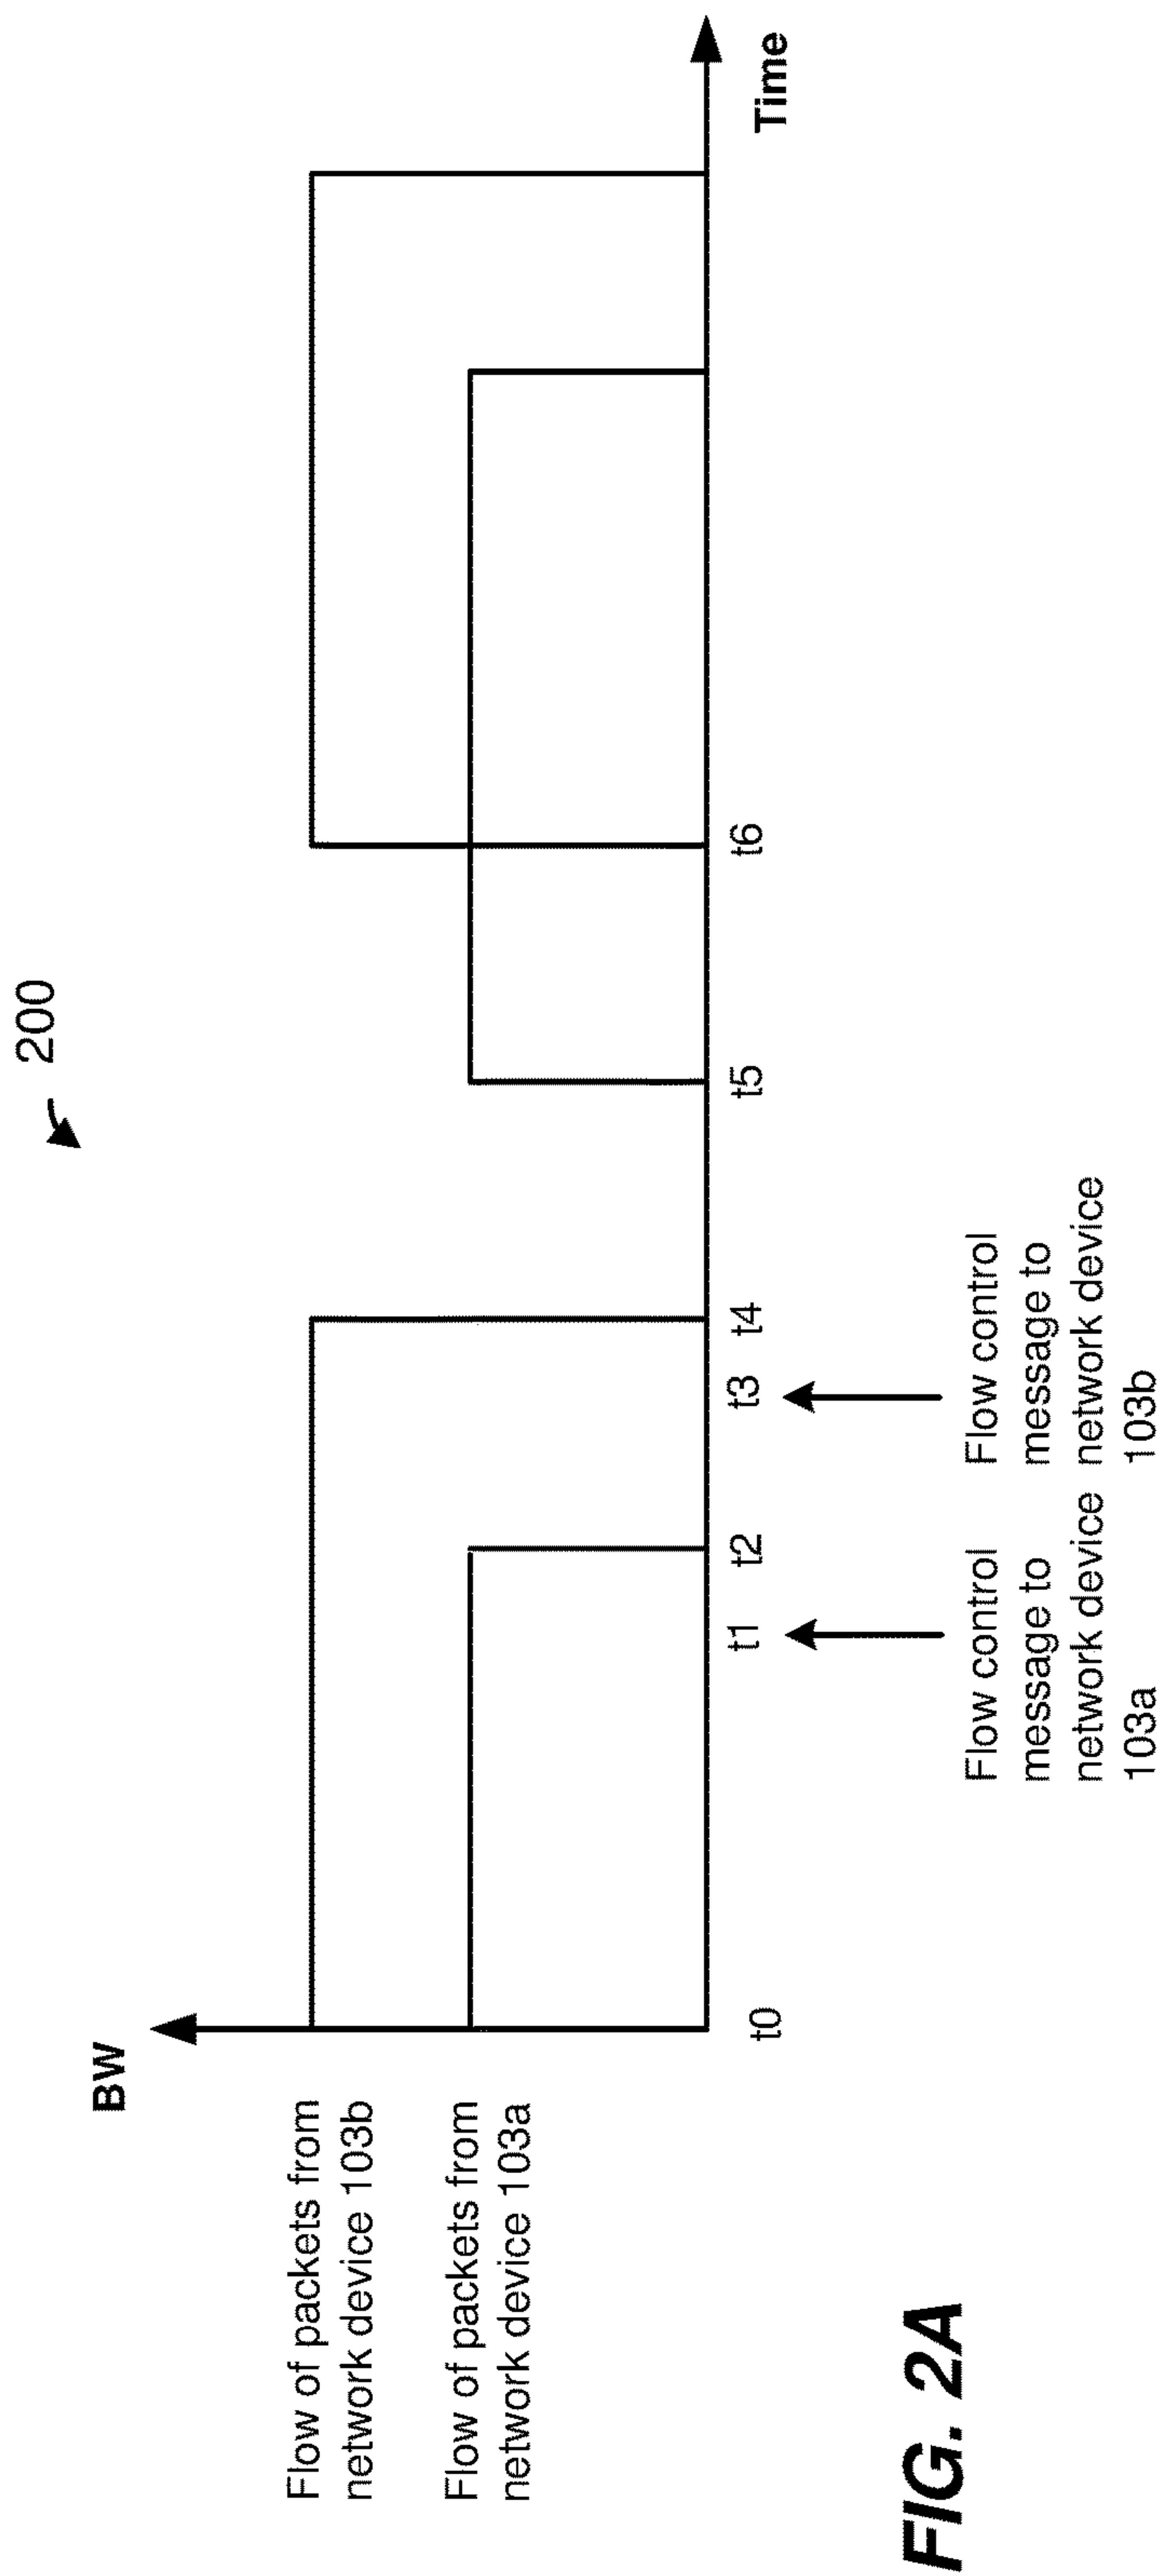 200
BW
Flow of packets from
network device 103b
Flow of packets from
network device 103a
t0
t1
t2
t3
t4
t5
t6
Time
Flow control
message to
network device
103a
Flow control
message to
network device
103b
FIG. 2A